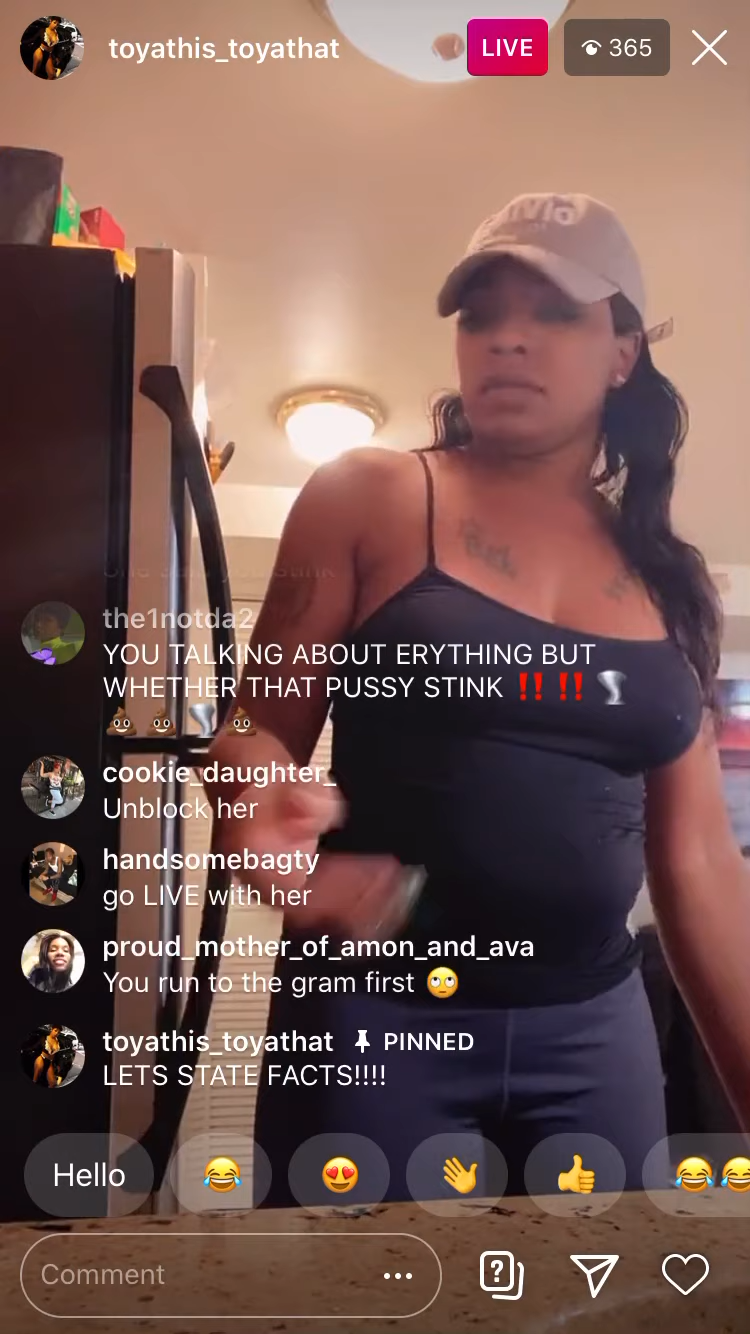 toyathis_toyathat
LIVE
365
the1notda2
YOU TALKING ABOUT ERYTHING BUT
WHETHER THAT PUSSY STINK ‼️ ‼️ 🌪️
💩 💩 🌪️ 💩
cookie_daughter_
Unblock her
handsomebagty
go LIVE with her
proud_mother_of_amon_and_ava
You run to the gram first 🙄
toyathis_toyathat PINNED
LETS STATE FACTS!!!!
Hello 😂 😍 👋 👍 😂😂
Comment